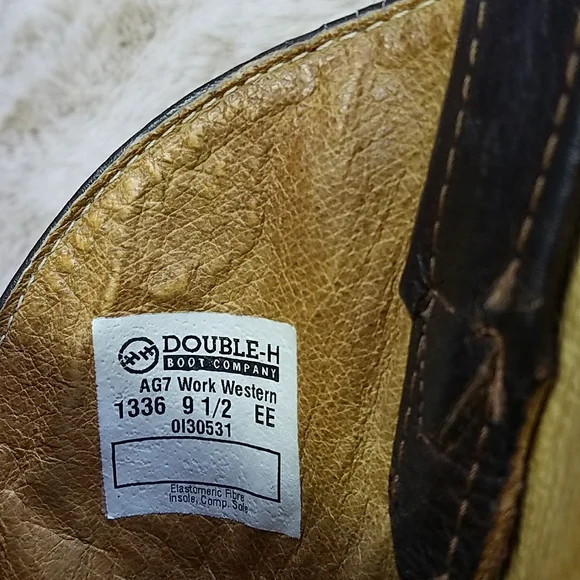 DOUBLE-H
BOOT COMPANY
AG7 Work Western
1336 9 1/2 EE
0I30531
Elastomeric Fibre
Insole, Comp. Sole